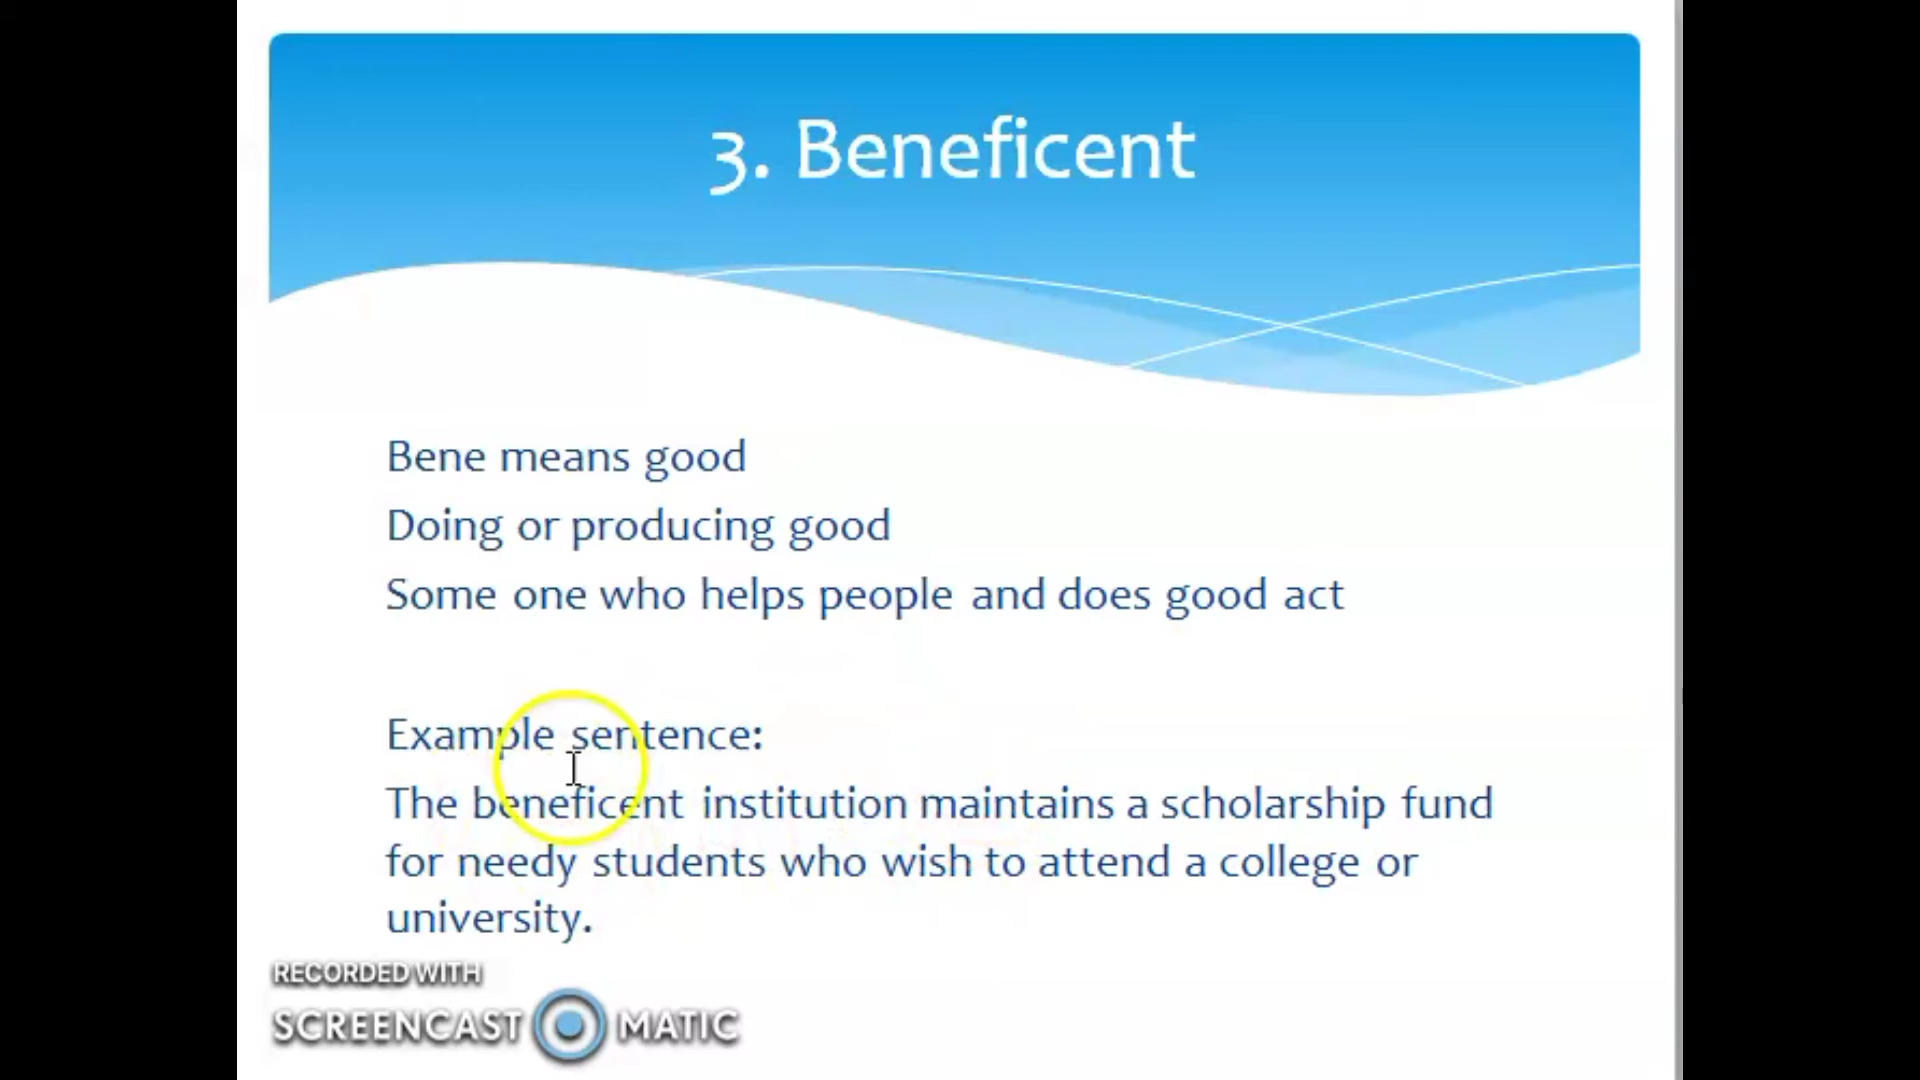 3. Beneficent
Bene means good
Doing or producing good
Some one who helps people and does good act
Example sentence:
The beneficent institution maintains a scholarship fund
for needy students who wish to attend a college or
university.
RECORDED WITH
SCREENCAST MATIC